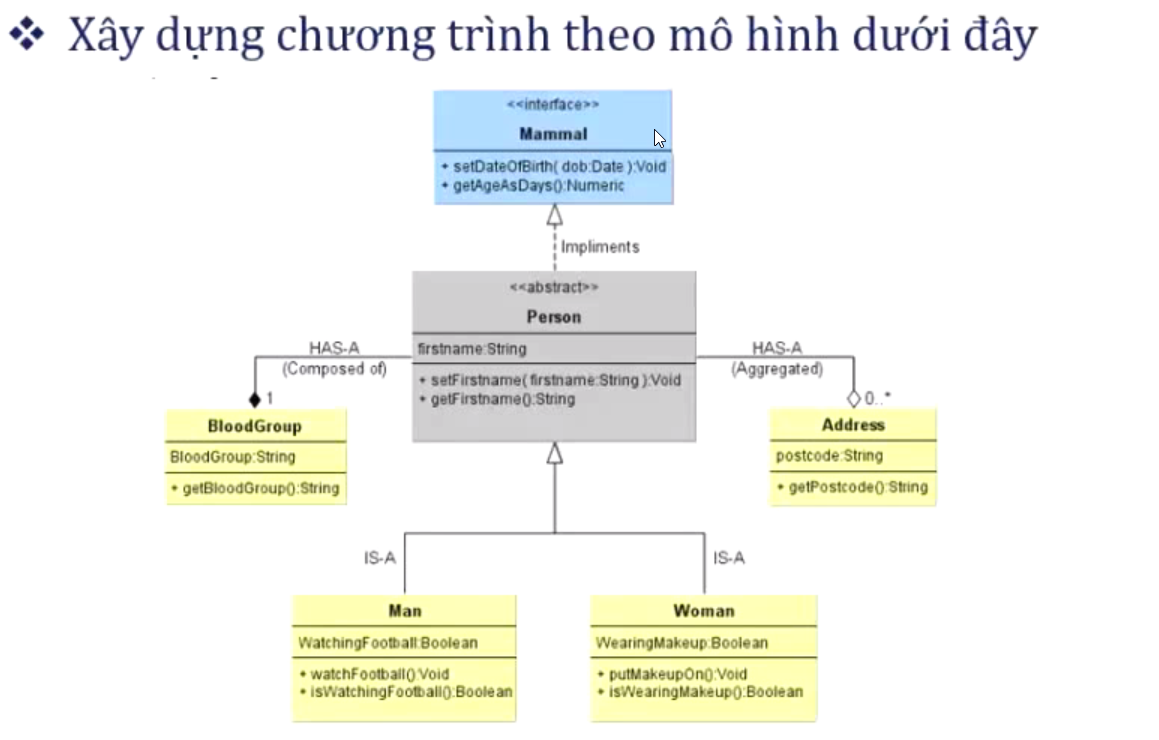 ❖ Xây dựng chương trình theo mô hình dưới đây
<<interface>>
Mammal
+ setDateOfBirth( dob:Date ):Void
+ getAgeAsDays():Numeric
Impliments
<<abstract>>
Person
firstname:String
+ setFirstname( firstname:String ):Void
+ getFirstname():String
HAS-A
(Composed of)
1
HAS-A
(Aggregated)
0..*
BloodGroup
BloodGroup:String
+ getBloodGroup():String
Address
postcode:String
+ getPostcode():String
IS-A
IS-A
Man
WatchingFootball:Boolean
+ watchFootball():Void
+ isWatchingFootball():Boolean
Woman
WearingMakeup:Boolean
+ putMakeupOn():Void
+ isWearingMakeup():Boolean